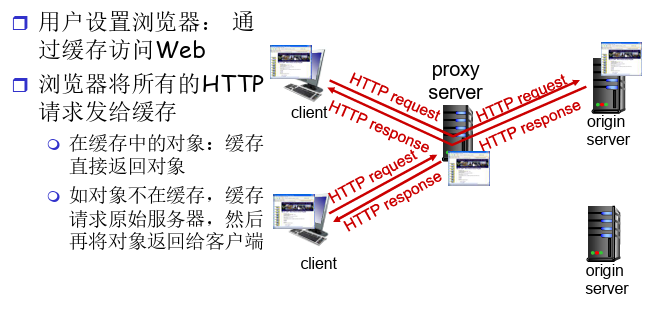 用户设置浏览器： 通
过缓存访问Web
浏览器将所有的HTTP
请求发给缓存
在缓存中的对象：缓存
直接返回对象
如对象不在缓存，缓存
请求原始服务器，然后
再将对象返回给客户端
client
HTTP request
HTTP response
proxy
server
HTTP request
HTTP response
origin
server
HTTP request
HTTP response
client
origin
server